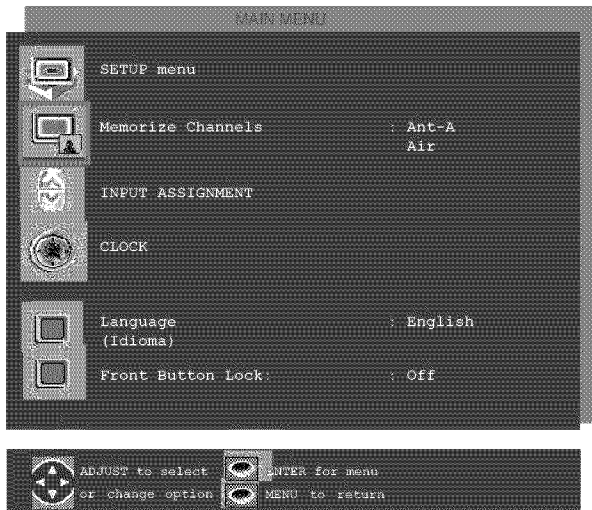 MAIN MENU
SETUP menu
Memorize Channels : Ant-A
Air
INPUT ASSIGNMENT
CLOCK
Language : English
(Idioma)
Front Button Lock: : Off
ADJUST to select ENTER for menu
or change option MENU to return